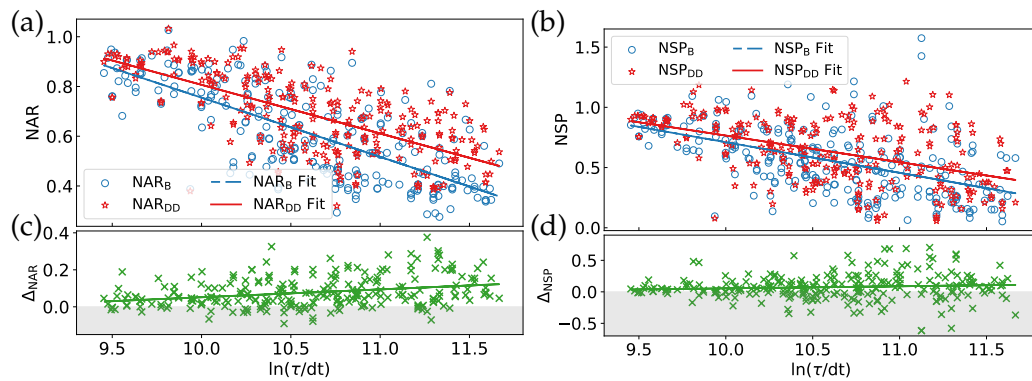 (a)
1.0
0.8
0.6
0.4
NAR
NAR_B
NAR_DD
NAR_B Fit
NAR_DD Fit
(b)
1.5
1.0
0.5
0.0
NSP
NSP_B
NSP_DD
NSP_B Fit
NSP_DD Fit
(c)
0.4
0.2
0.0
Δ_NAR
9.5 10.0 10.5 11.0 11.5
ln(τ/dt)
(d)
0.5
0.0
−0.5
Δ_NSP
9.5 10.0 10.5 11.0 11.5
ln(τ/dt)